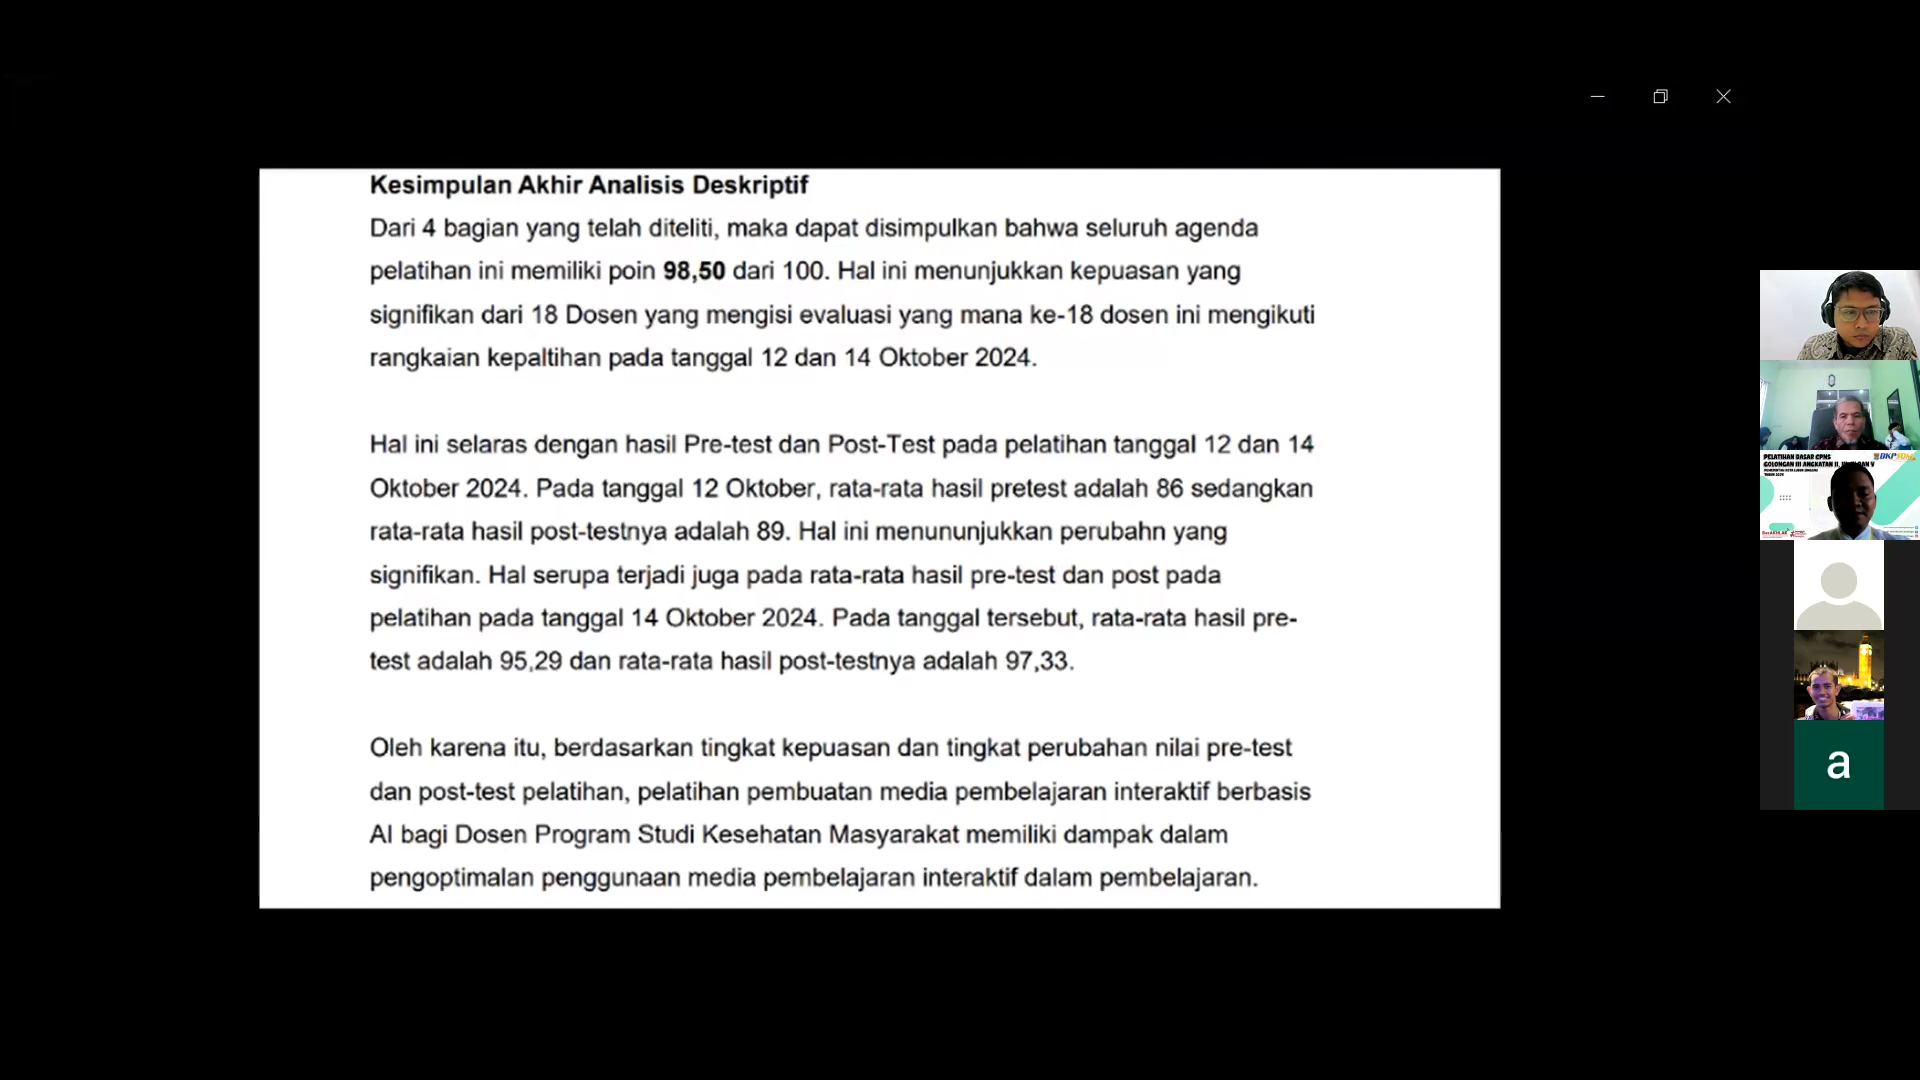 Kesimpulan Akhir Analisis Deskriptif
Dari 4 bagian yang telah diteliti, maka dapat disimpulkan bahwa seluruh agenda
pelatihan ini memiliki poin 98,50 dari 100. Hal ini menunjukkan kepuasan yang
signifikan dari 18 Dosen yang mengisi evaluasi yang mana ke-18 dosen ini mengikuti
rangkaian kepaltihan pada tanggal 12 dan 14 Oktober 2024.
Hal ini selaras dengan hasil Pre-test dan Post-Test pada pelatihan tanggal 12 dan 14
Oktober 2024. Pada tanggal 12 Oktober, rata-rata hasil pretest adalah 86 sedangkan
rata-rata hasil post-testnya adalah 89. Hal ini menununjukkan perubahn yang
signifikan. Hal serupa terjadi juga pada rata-rata hasil pre-test dan post pada
pelatihan pada tanggal 14 Oktober 2024. Pada tanggal tersebut, rata-rata hasil pre-
test adalah 95,29 dan rata-rata hasil post-testnya adalah 97,33.
Oleh karena itu, berdasarkan tingkat kepuasan dan tingkat perubahan nilai pre-test
dan post-test pelatihan, pelatihan pembuatan media pembelajaran interaktif berbasis
AI bagi Dosen Program Studi Kesehatan Masyarakat memiliki dampak dalam
pengoptimalan penggunaan media pembelajaran interaktif dalam pembelajaran.
PELATIHAN DASAR CPNS
GOLONGAN III ANGKATAN II,
a